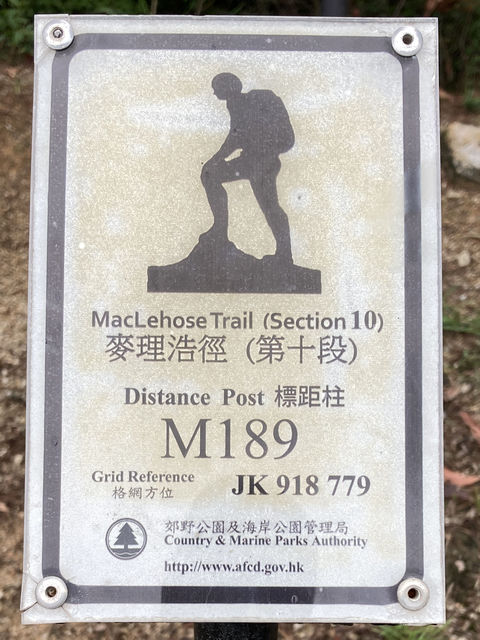 MacLehose Trail (Section 10)
麥理浩徑 (第十段)
Distance Post 標距柱
M189
Grid Reference JK 918 779
格網方位
郊野公園及海岸公園管理局
Country & Marine Parks Authority
http://www.afcd.gov.hk